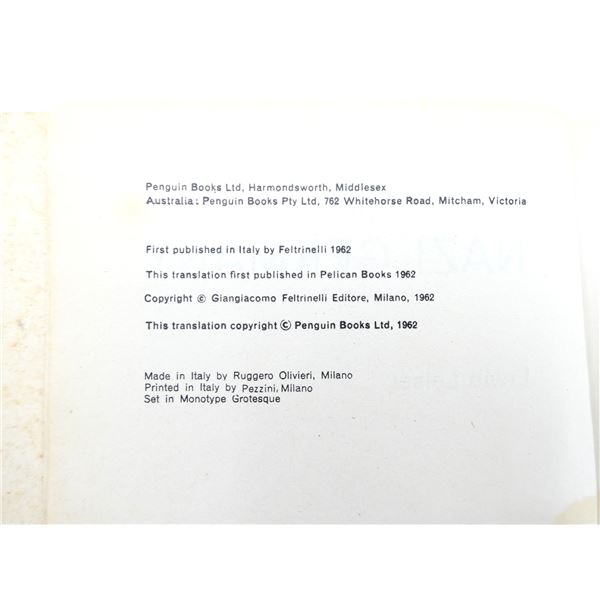 Penguin Books Ltd, Harmondsworth, Middlesex
Australia: Penguin Books Pty Ltd, 762 Whitehorse Road, Mitcham, Victoria
First published in Italy by Feltrinelli 1962
This translation first published in Pelican Books 1962
Copyright © Giangiacomo Feltrinelli Editore, Milano, 1962
This translation copyright © Penguin Books Ltd, 1962
Made in Italy by Ruggero Olivieri, Milano
Printed in Italy by Pezzini, Milano
Set in Monotype Grotesque